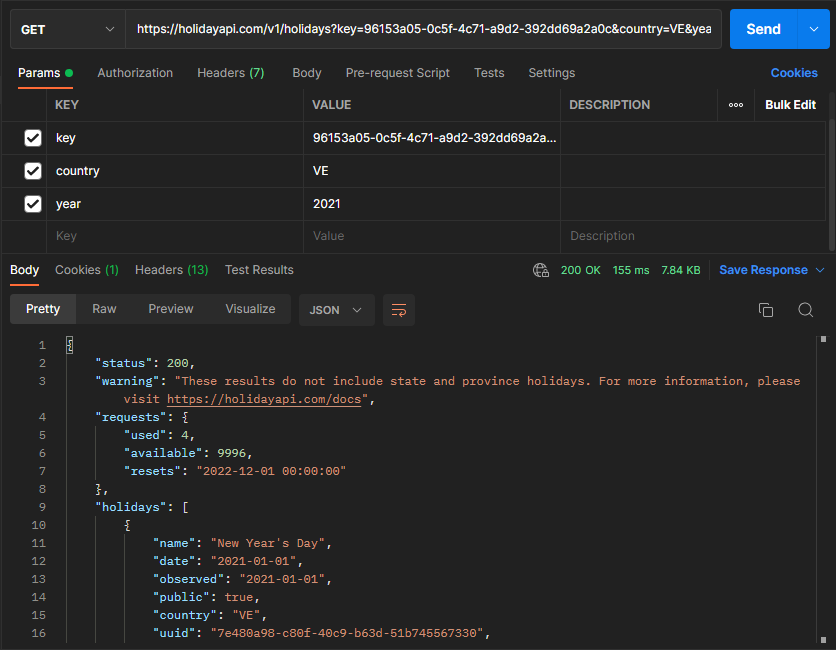 GET https://holidayapi.com/v1/holidays?key=96153a05-0c5f-4c71-a9d2-392dd69a2a0c&country=VE&yea Send
Params Authorization Headers (7) Body Pre-request Script Tests Settings Cookies
KEY VALUE DESCRIPTION ooo Bulk Edit
key 96153a05-0c5f-4c71-a9d2-392dd69a2a...
country VE
year 2021
Key Value Description
Body Cookies (1) Headers (13) Test Results 200 OK 155 ms 7.84 KB Save Response
Pretty Raw Preview Visualize JSON
1 {
2 "status": 200,
3 "warning": "These results do not include state and province holidays. For more information, please
visit https://holidayapi.com/docs",
4 "requests": {
5 "used": 4,
6 "available": 9996,
7 "resets": "2022-12-01 00:00:00"
8 },
9 "holidays": [
10 {
11 "name": "New Year's Day",
12 "date": "2021-01-01",
13 "observed": "2021-01-01",
14 "public": true,
15 "country": "VE",
16 "uuid": "7e480a98-c80f-40c9-b63d-51b745567330",